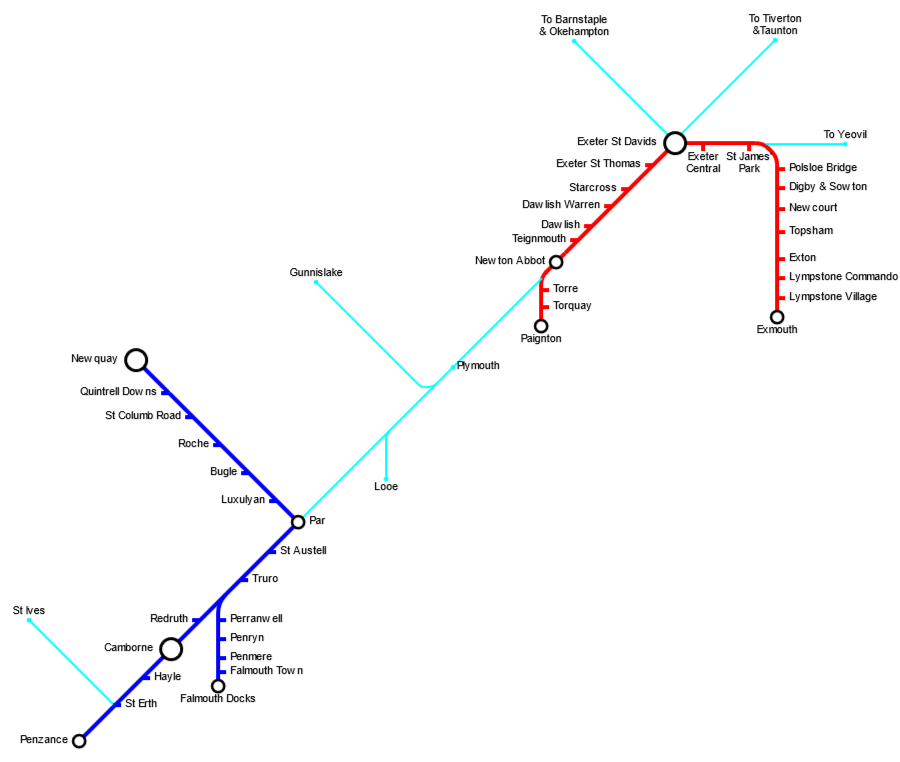 To Barnstaple
& Okehampton
To Tiverton
&Taunton
To Yeovil
Exeter St Davids
Exeter
Central
St James
Park
Exeter St Thomas
Polsloe Bridge
Starcross
Digby & Sowton
Dawlish Warren
Newcourt
Dawlish
Topsham
Teignmouth
Newton Abbot
Exton
Gunnislake
Lympstone Commando
Torre
Lympstone Village
Torquay
Exmouth
Paignton
Newquay
Plymouth
Quintrell Downs
St Columb Road
Roche
Bugle
Looe
Luxulyan
Par
St Austell
Truro
St Ives
Redruth
Perranwell
Penryn
Camborne
Penmere
Falmouth Town
Hayle
Falmouth Docks
St Erth
Penzance